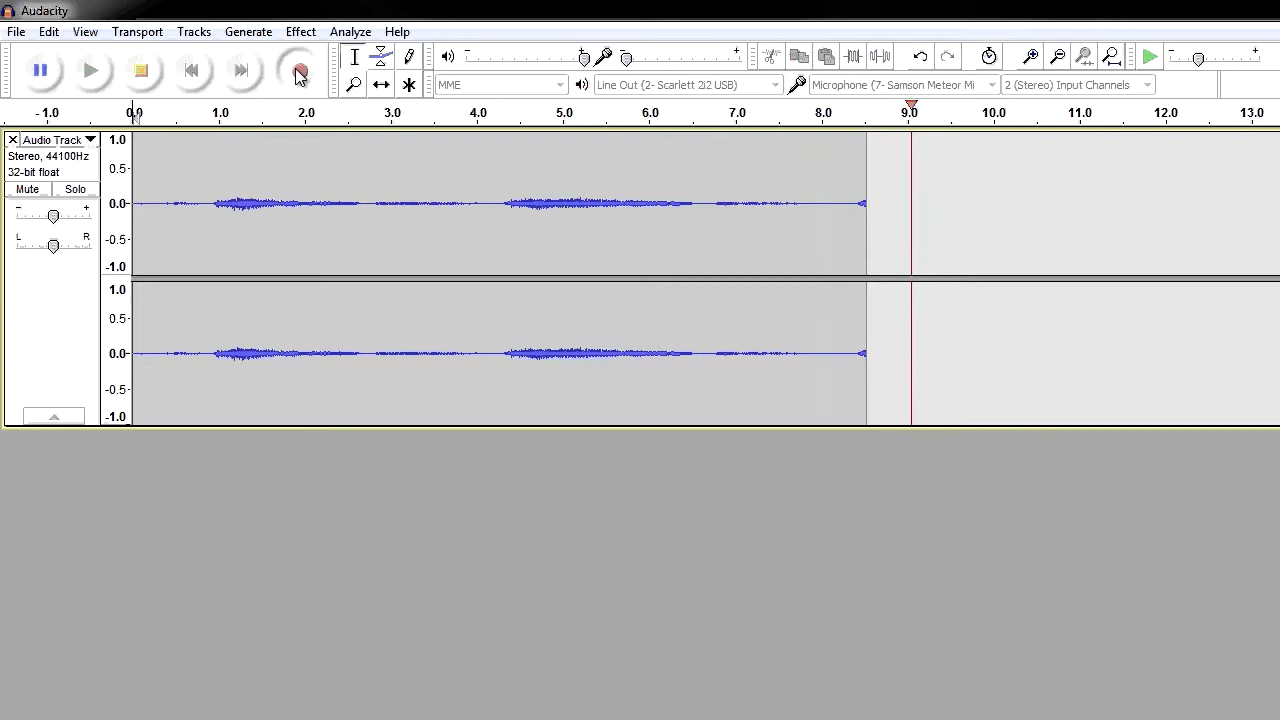 Audacity
File Edit View Transport Tracks Generate Effect Analyze Help
MME Line Out (2- Scarlett 2i2 USB) Microphone (7- Samson Meteor Mi 2 (Stereo) Input Channels
- 1.0 0.0 1.0 2.0 3.0 4.0 5.0 6.0 7.0 8.0 9.0 10.0 11.0 12.0 13.0
Audio Track
Stereo, 44100Hz
32-bit float
Mute Solo
- +
L R
1.0
0.5
0.0
-0.5
-1.0
1.0
0.5
0.0
-0.5
-1.0